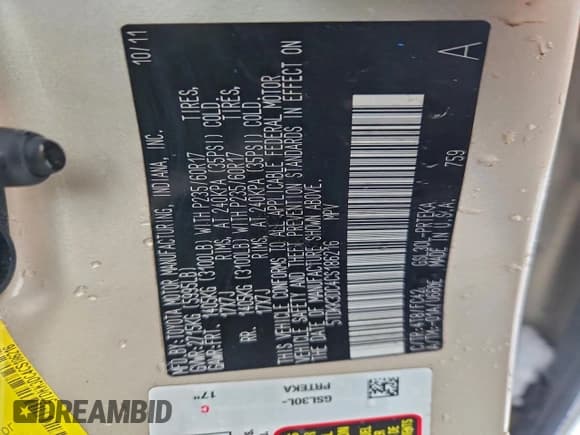 10/11
MFD. BY: TOYOTA MOTOR MANUFACTURING, INDIANA, INC.
GVWR: 2775KG (5995LB)
GAWR: FRT. 1405KG (3100LB) WITH P235/60R17 TIRES,
17X7J RIMS, AT 240KPA (35PSI) COLD.
RR. 1405KG (3100LB) WITH P235/60R17 TIRES,
17X7J RIMS, AT 240KPA (35PSI) COLD.
THIS VEHICLE CONFORMS TO ALL APPLICABLE FEDERAL MOTOR
VEHICLE SAFETY AND THEFT PREVENTION STANDARDS IN EFFECT
ON THE DATE OF MANUFACTURE SHOWN ABOVE.
MPV
A
759
GSL30L-PRTEKA
MADE IN U.S.A.
GSL30L-
PRTEKA
C
17"
DREAMBID